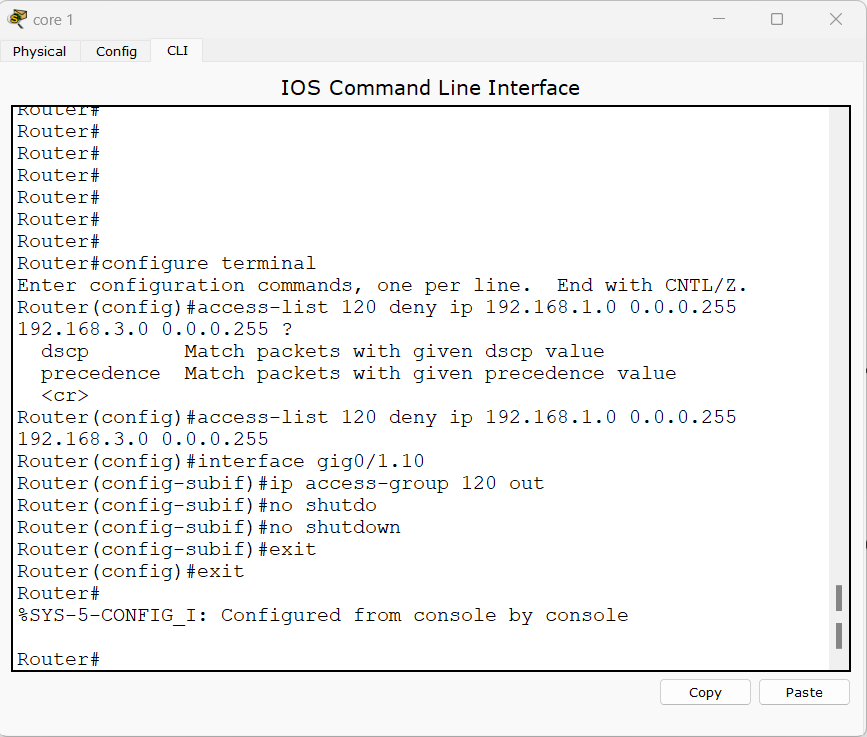 core 1
Physical Config CLI
IOS Command Line Interface
Router#
Router#
Router#
Router#
Router#
Router#
Router#
Router#configure terminal
Enter configuration commands, one per line.  End with CNTL/Z.
Router(config)#access-list 120 deny ip 192.168.1.0 0.0.0.255
192.168.3.0 0.0.0.255 ?
  dscp        Match packets with given dscp value
  precedence  Match packets with given precedence value
  <cr>
Router(config)#access-list 120 deny ip 192.168.1.0 0.0.0.255
192.168.3.0 0.0.0.255
Router(config)#interface gig0/1.10
Router(config-subif)#ip access-group 120 out
Router(config-subif)#no shutdo
Router(config-subif)#no shutdown
Router(config-subif)#exit
Router(config)#exit
Router#
%SYS-5-CONFIG_I: Configured from console by console
Router#
Copy Paste